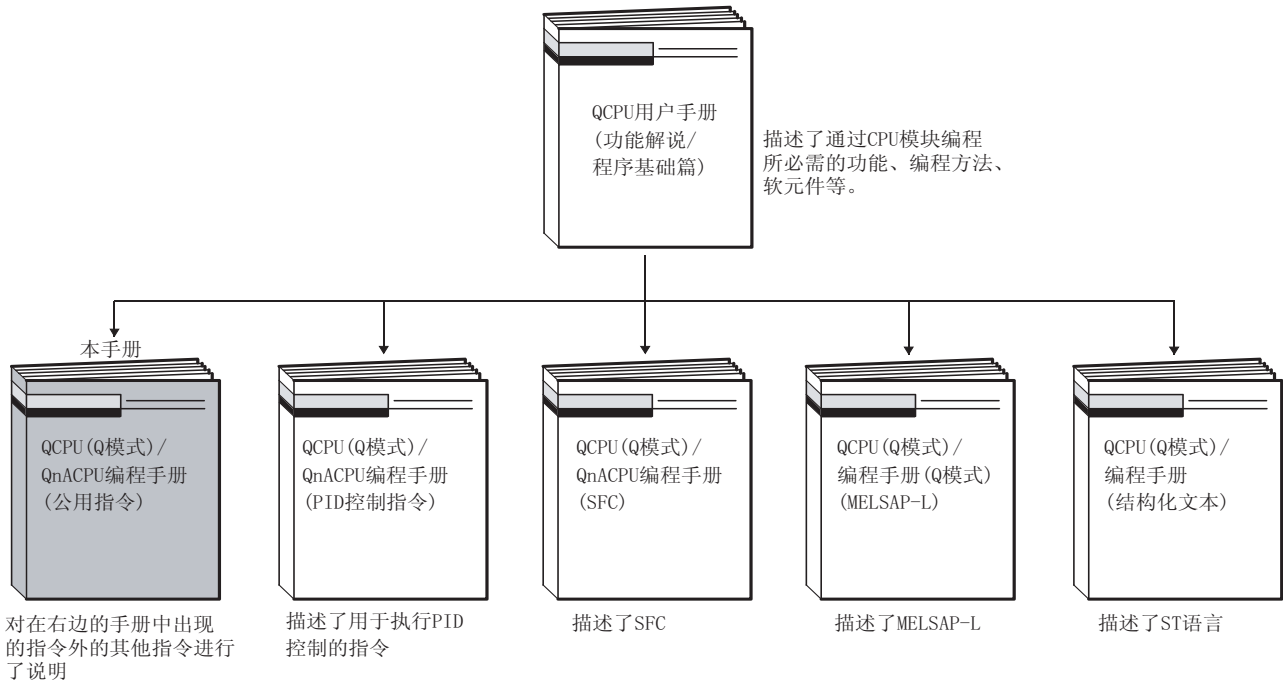 QCPU用户手册
(功能解说/
程序基础篇)
描述了通过CPU模块编程
所必需的功能、编程方法、
软元件等。
本手册
QCPU(Q模式)/
QnACPU编程手册
(公用指令)
QCPU(Q模式)/
QnACPU编程手册
(PID控制指令)
QCPU(Q模式)/
QnACPU编程手册
(SFC)
QCPU(Q模式)/
编程手册(Q模式)
(MELSAP-L)
QCPU(Q模式)/
编程手册
(结构化文本)
对在右边的手册中出现
的指令外的其他指令进行
了说明
描述了用于执行PID
控制的指令
描述了SFC
描述了MELSAP-L
描述了ST语言